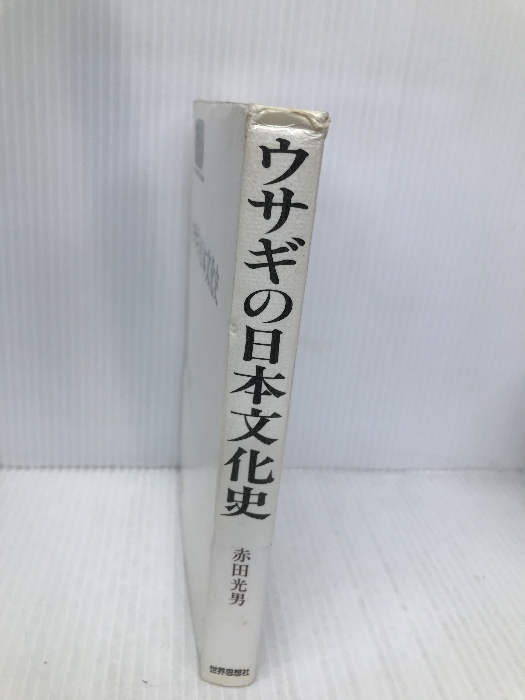 ウサギの日本文化史
赤田光男
世界思想社